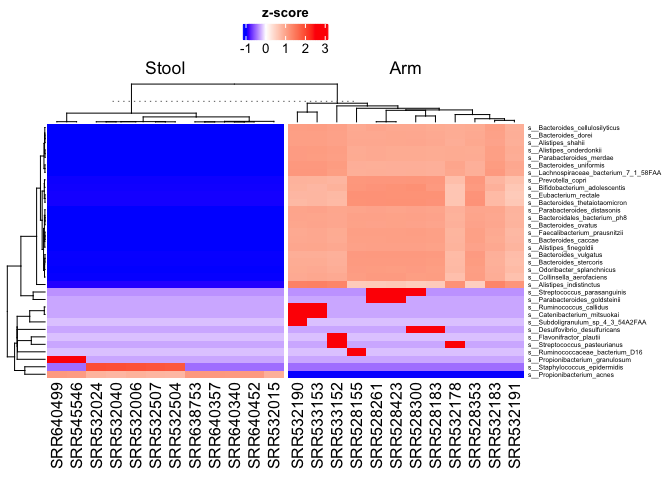 z-score
-1 0 1 2 3
Stool Arm
s__Bacteroides_cellulosilyticus
s__Bacteroides_dorei
s__Alistipes_shahii
s__Alistipes_onderdonkii
s__Parabacteroides_merdae
s__Bacteroides_uniformis
s__Lachnospiraceae_bacterium_7_1_58FAA
s__Prevotella_copri
s__Bifidobacterium_adolescentis
s__Eubacterium_rectale
s__Bacteroides_thetaiotaomicron
s__Parabacteroides_distasonis
s__Bacteroidales_bacterium_ph8
s__Bacteroides_ovatus
s__Faecalibacterium_prausnitzii
s__Bacteroides_caccae
s__Alistipes_finegoldii
s__Bacteroides_vulgatus
s__Bacteroides_stercoris
s__Odoribacter_splanchnicus
s__Collinsella_aerofaciens
s__Alistipes_indistinctus
s__Streptococcus_parasanguinis
s__Parabacteroides_goldsteinii
s__Ruminococcus_callidus
s__Catenibacterium_mitsuokai
s__Subdoligranulum_sp_4_3_54A2FAA
s__Desulfovibrio_desulfuricans
s__Flavonifractor_plautii
s__Streptococcus_pasteurianus
s__Ruminococcaceae_bacterium_D16
s__Propionibacterium_granulosum
s__Staphylococcus_epidermidis
s__Propionibacterium_acnes
SRR640499
SRR545546
SRR532024
SRR532040
SRR532006
SRR532507
SRR532504
SRR638753
SRR640357
SRR640340
SRR640452
SRR532015
SRR532190
SRR533153
SRR533152
SRR528155
SRR528261
SRR528423
SRR528300
SRR528183
SRR532178
SRR528353
SRR532183
SRR532191